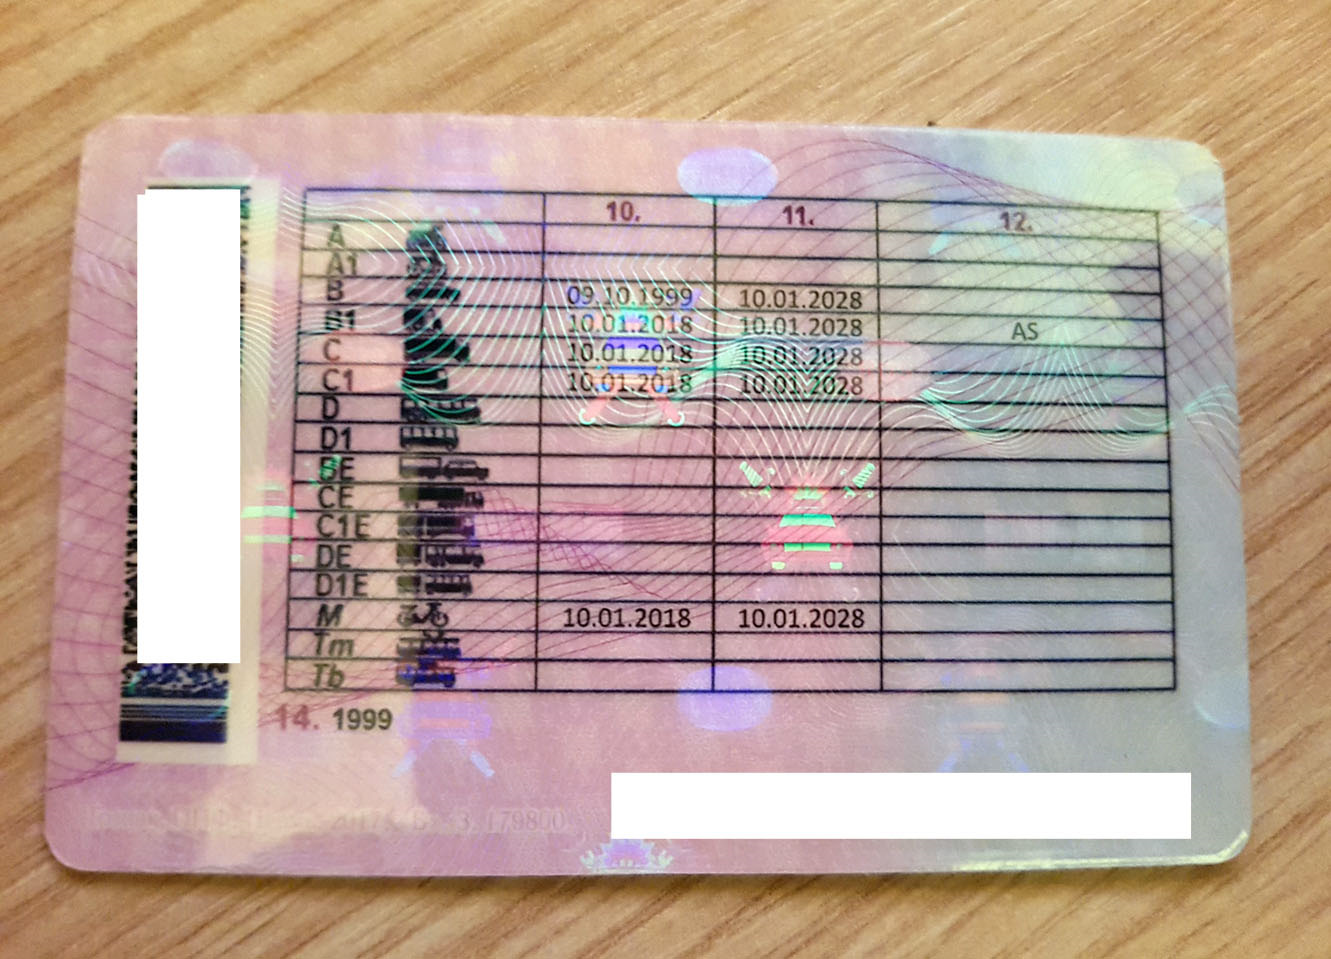 10. 11. 12.
A
A1
B 09.10.1999 10.01.2028
B1 10.01.2018 10.01.2028 AS
C 10.01.2018 10.01.2028
C1 10.01.2018 10.01.2028
D
D1
BE
CE
C1E
DE
D1E
M 10.01.2018 10.01.2028
Tm
Tb
14. 1999
179800